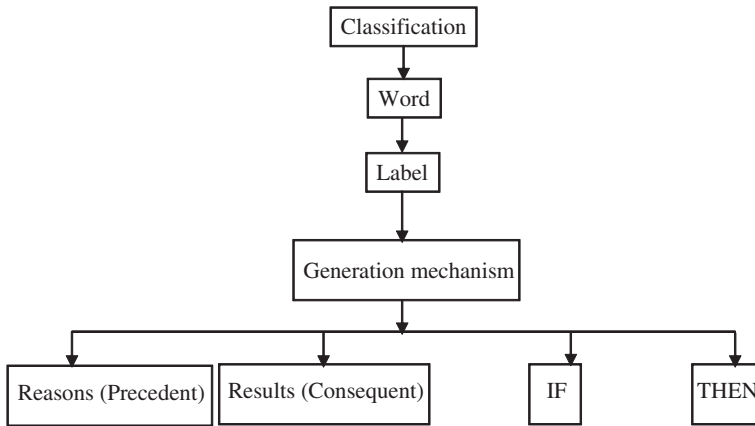 Classification
Word
Label
Generation mechanism
Reasons (Precedent)
Results (Consequent)
IF
THEN